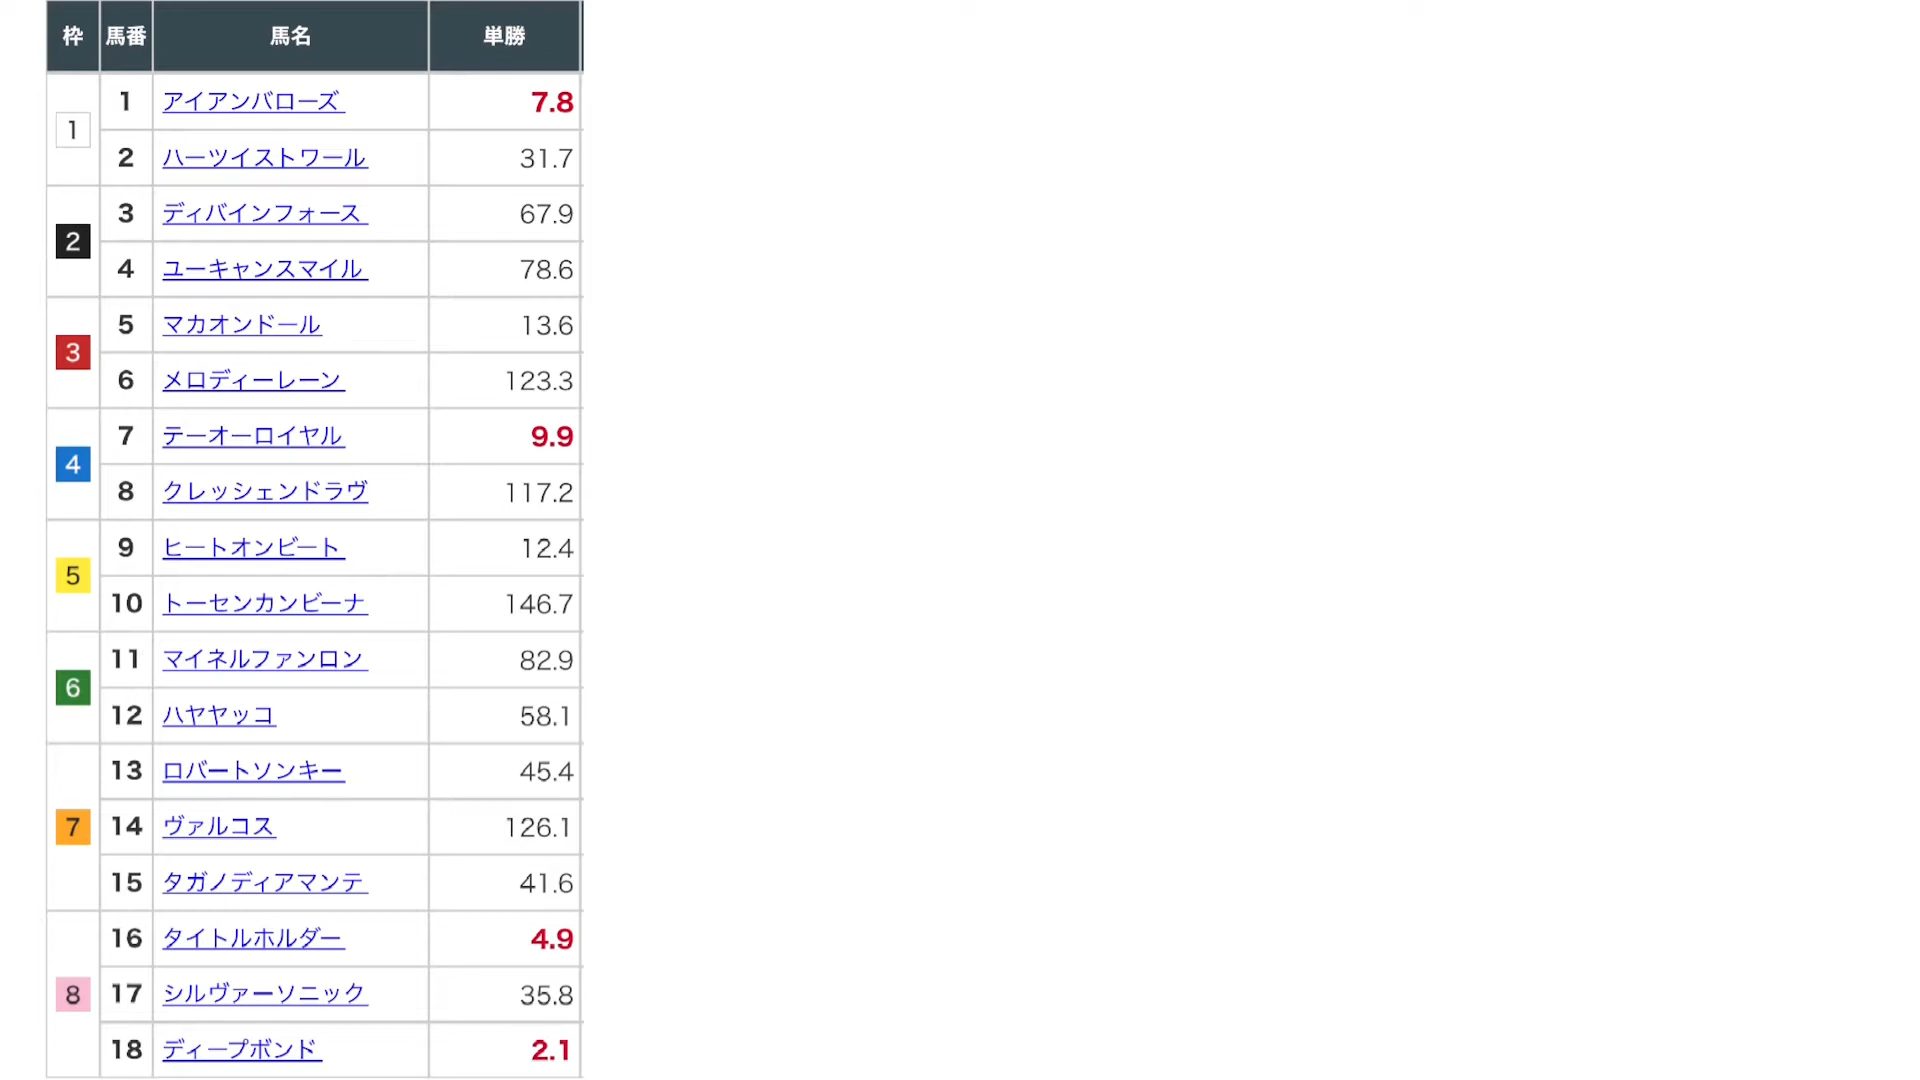 枠 馬番 馬名 単勝
1 1 アイアンバローズ 7.8
2 ハーツイストワール 31.7
2 3 ディバインフォース 67.9
4 ユーキャンスマイル 78.6
3 5 マカオンドール 13.6
6 メロディーレーン 123.3
4 7 テーオーロイヤル 9.9
8 クレッシェンドラヴ 117.2
5 9 ヒートオンビート 12.4
10 トーセンカンビーナ 146.7
6 11 マイネルファンロン 82.9
12 ハヤヤッコ 58.1
7 13 ロバートソンキー 45.4
14 ヴァルコス 126.1
15 タガノディアマンテ 41.6
8 16 タイトルホルダー 4.9
17 シルヴァーソニック 35.8
18 ディープボンド 2.1